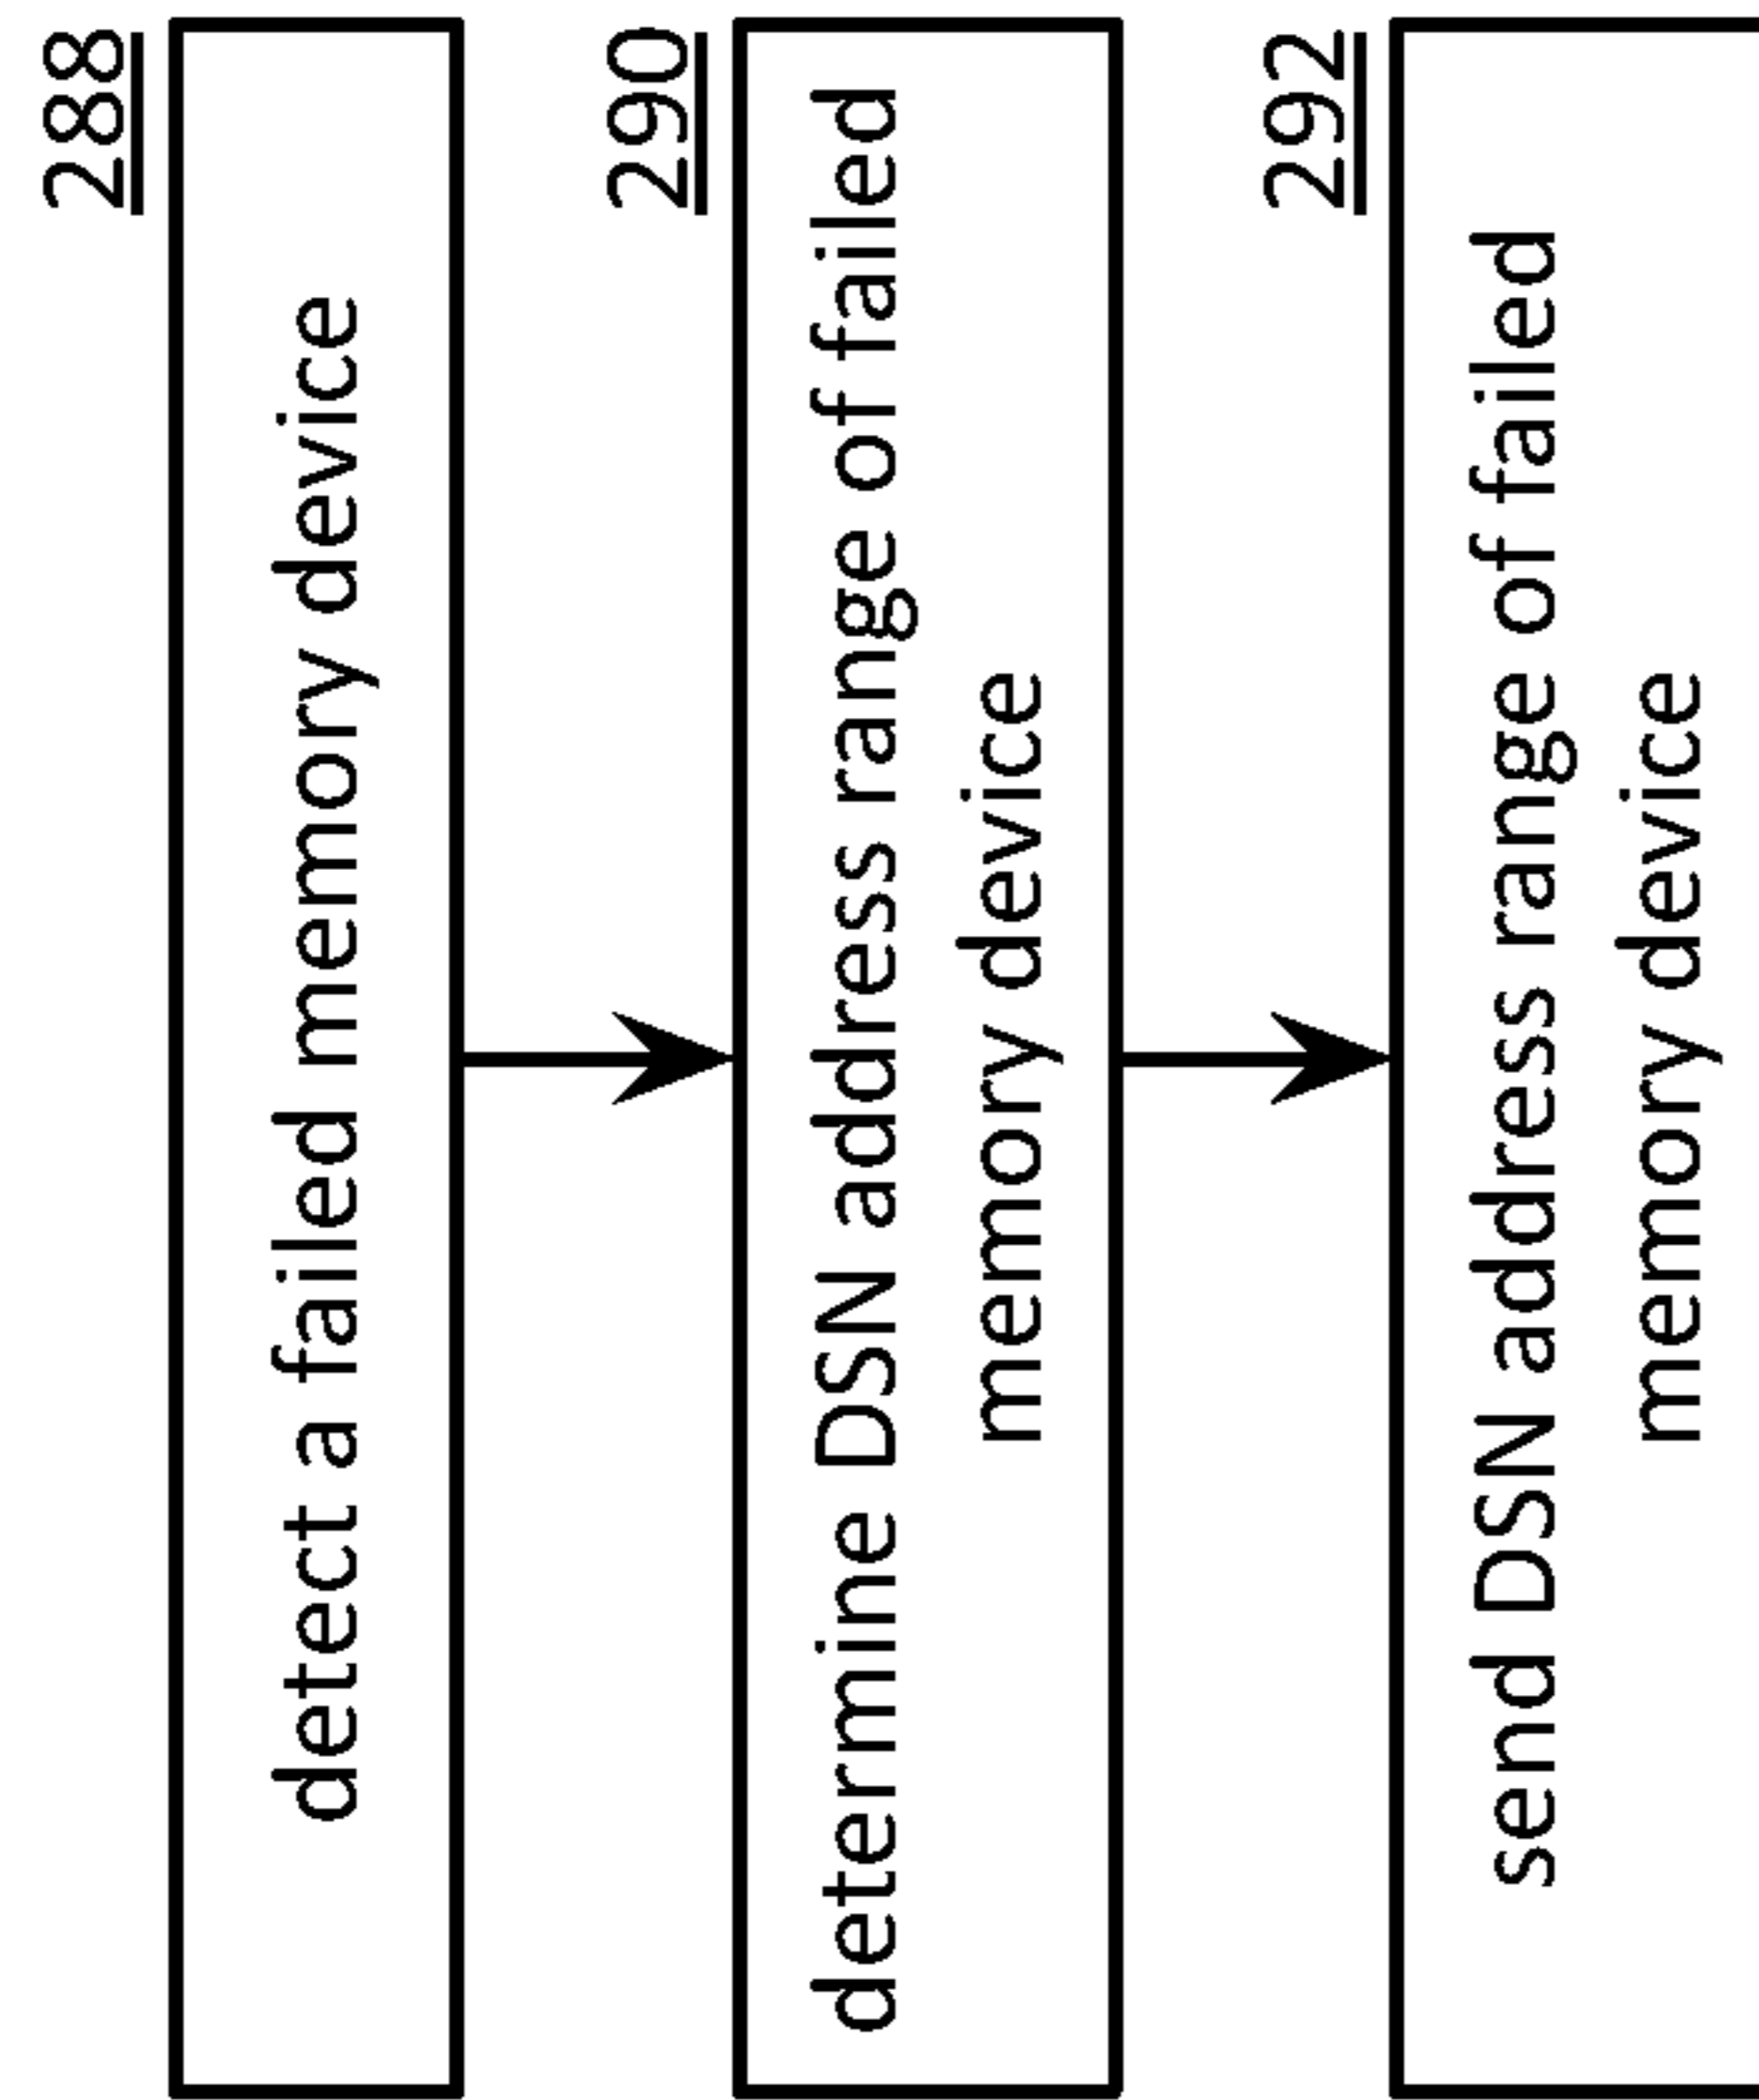 288
detect a failed memory device
290
determine DSN address range of failed
memory device
292
send DSN address range of failed
memory device